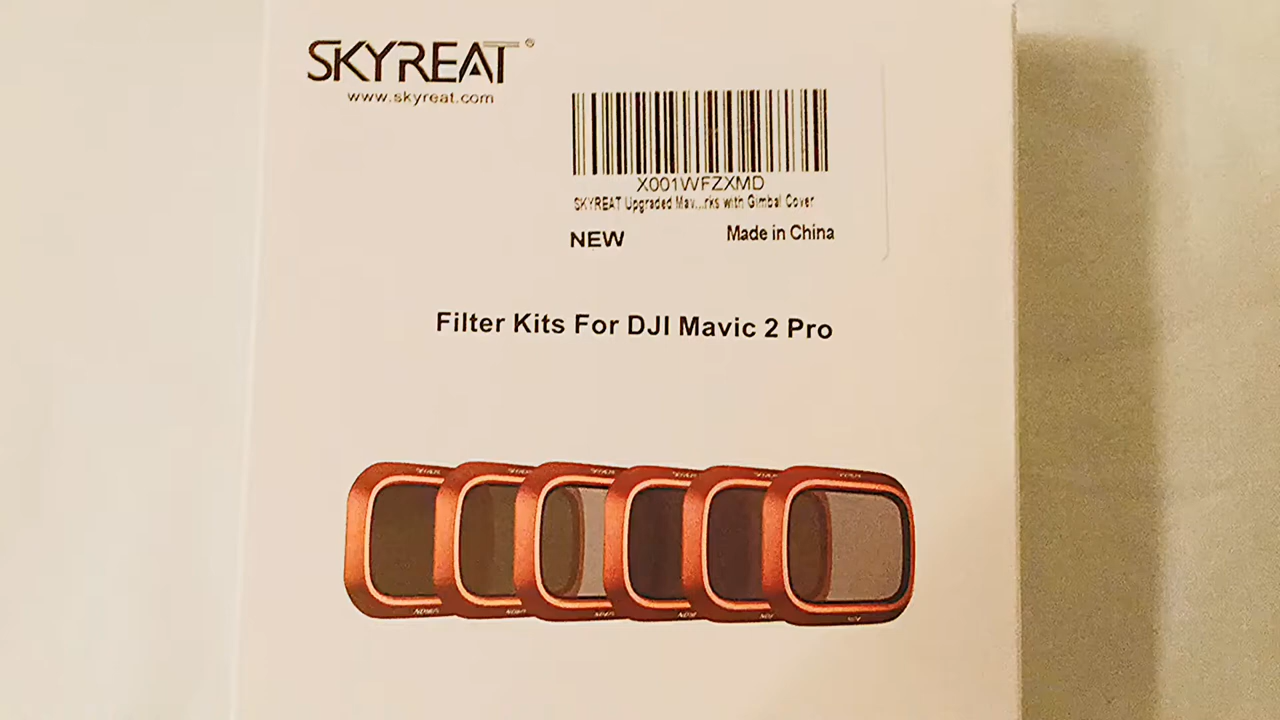 SKYREAT®
www.skyreat.com
X001WFZXMD
SKYREAT Upgraded Mav...rks with Gimbal Cover
NEW
Made in China
Filter Kits For DJI Mavic 2 Pro